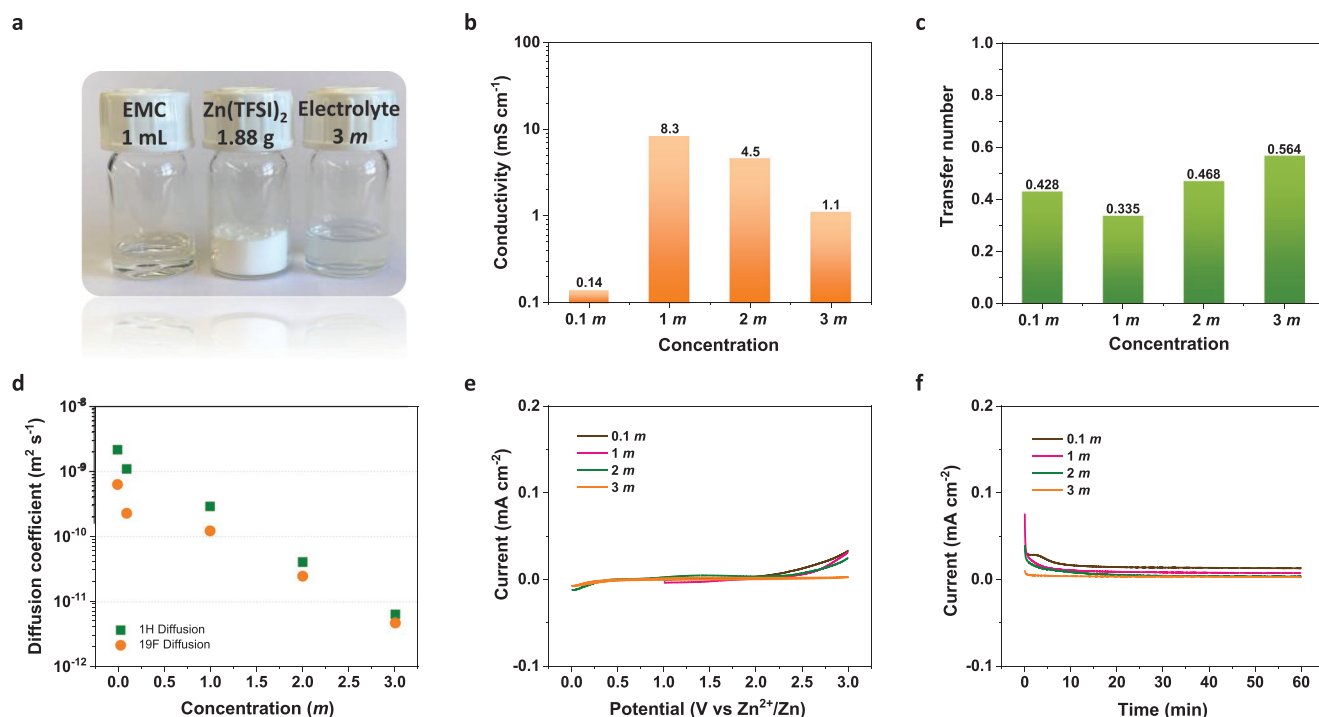 a
EMC
1 mL
Zn(TFSI)2
1.88 g
Electrolyte
3 m
b
Conductivity (mS cm-1)
100
10
1
0.1
0.14
8.3
4.5
1.1
0.1 m 1 m 2 m 3 m
Concentration
c
Transfer number
1.0
0.8
0.6
0.4
0.2
0.0
0.428
0.335
0.468
0.564
0.1 m 1 m 2 m 3 m
Concentration
d
Diffusion coefficient (m2 s-1)
10-8
10-9
10-10
10-11
10-12
1H Diffusion
19F Diffusion
0.0 0.5 1.0 1.5 2.0 2.5 3.0
Concentration (m)
e
Current (mA cm-2)
0.2
0.1
0.0
-0.1
0.1 m
1 m
2 m
3 m
0.0 0.5 1.0 1.5 2.0 2.5 3.0
Potential (V vs Zn2+/Zn)
f
Current (mA cm-2)
0.2
0.1
0.0
-0.1
0.1 m
1 m
2 m
3 m
0 10 20 30 40 50 60
Time (min)